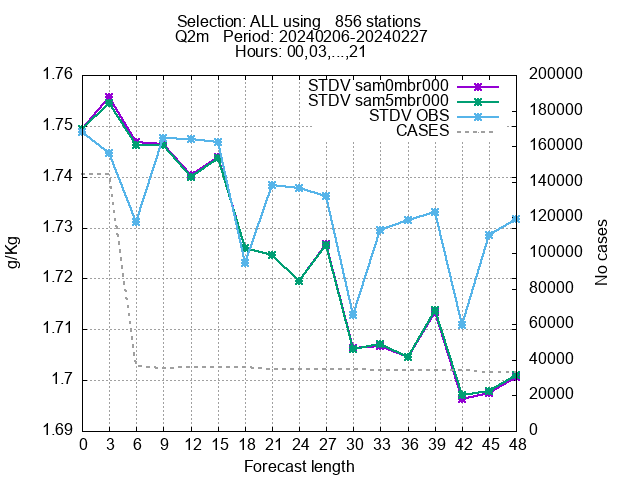 Selection: ALL using   856 stations
Q2m   Period: 20240206-20240227
Hours: 00,03,...,21
STDV sam0mbr000
STDV sam5mbr000
STDV OBS
CASES
1.76
1.75
1.74
1.73
1.72
1.71
1.7
1.69
g/Kg
200000
180000
160000
140000
120000
100000
80000
60000
40000
20000
0
No cases
0 3 6 9 12 15 18 21 24 27 30 33 36 39 42 45 48
Forecast length